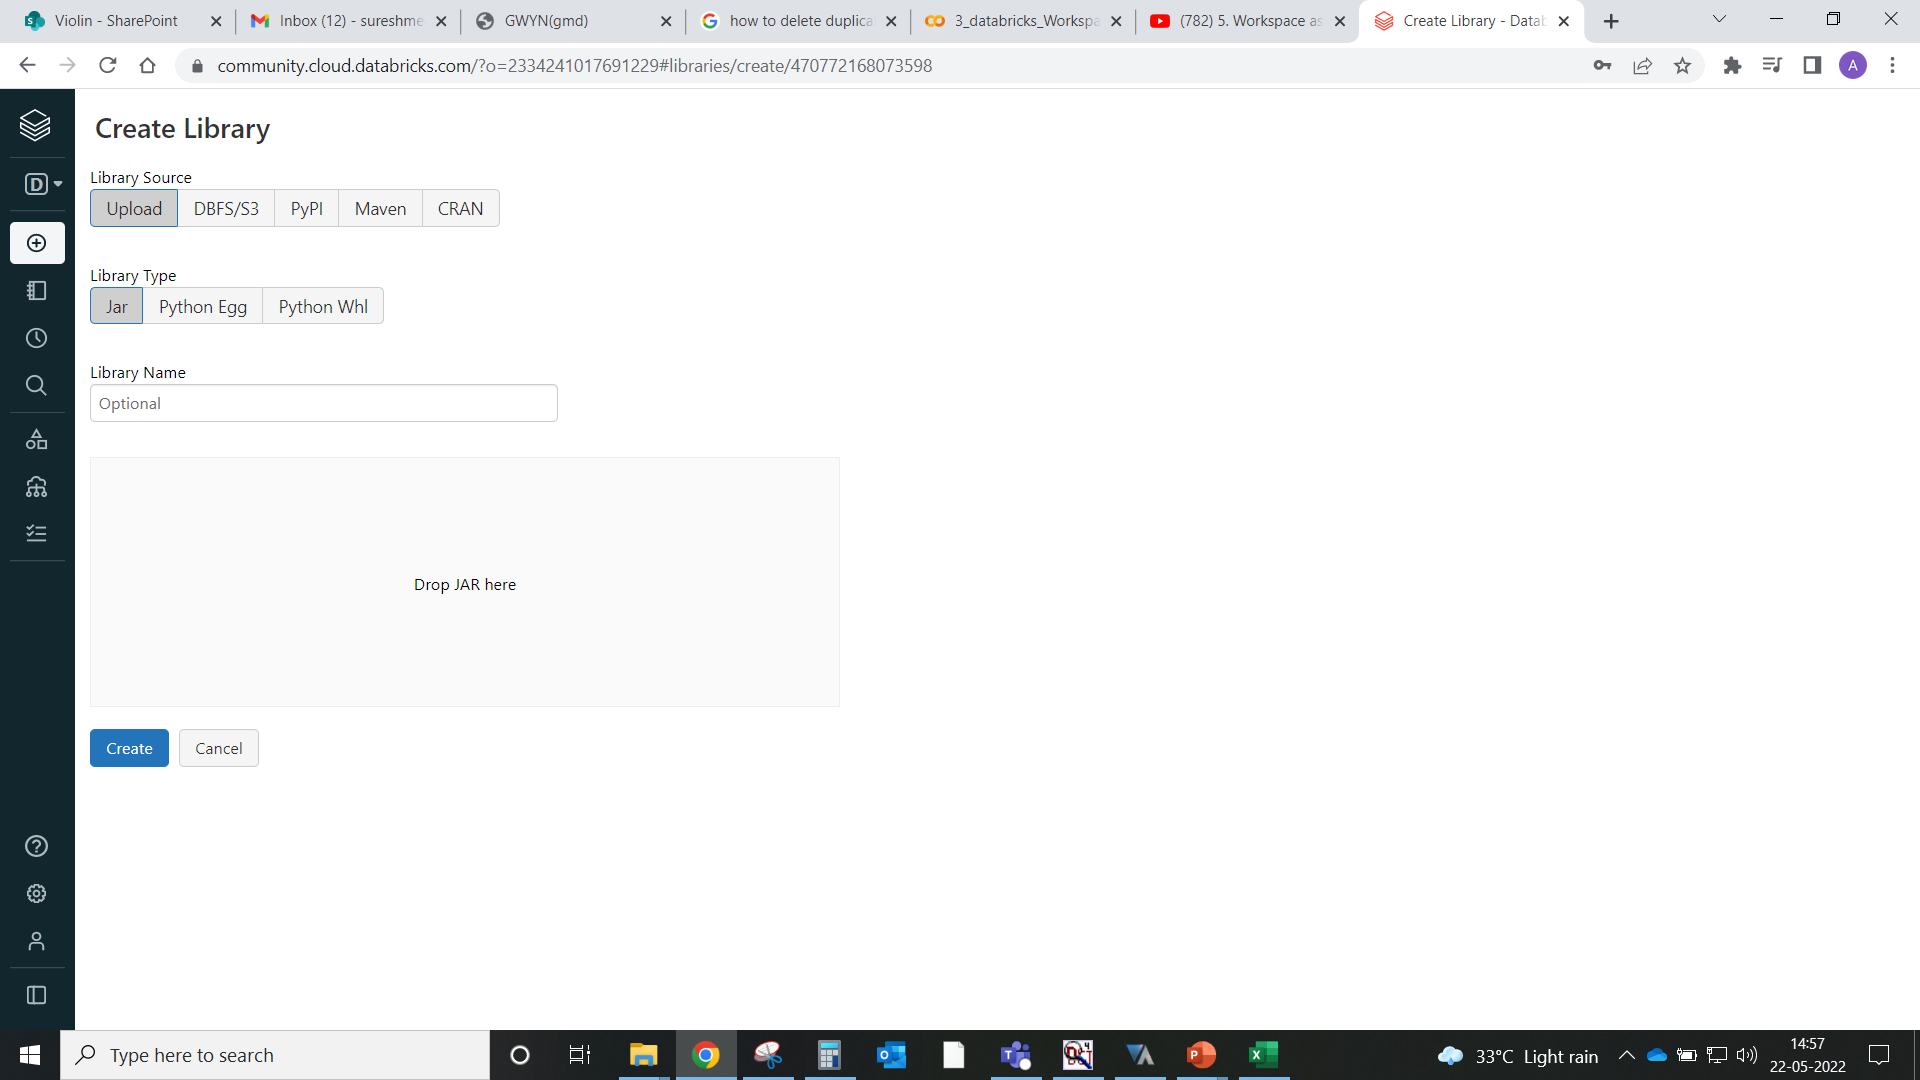 Violin - SharePoint
Inbox (12) - sureshme
GWYN(gmd)
how to delete duplica
3_databricks_Workspa
(782) 5. Workspace as
Create Library - Datab
community.cloud.databricks.com/?o=2334241017691229#libraries/create/470772168073598
A
Create Library
Library Source
D
Upload
DBFS/S3
PyPI
Maven
CRAN
Library Type
Jar
Python Egg
Python Whl
Library Name
Optional
Drop JAR here
Create
Cancel
Type here to search
33°C Light rain
14:57
22-05-2022